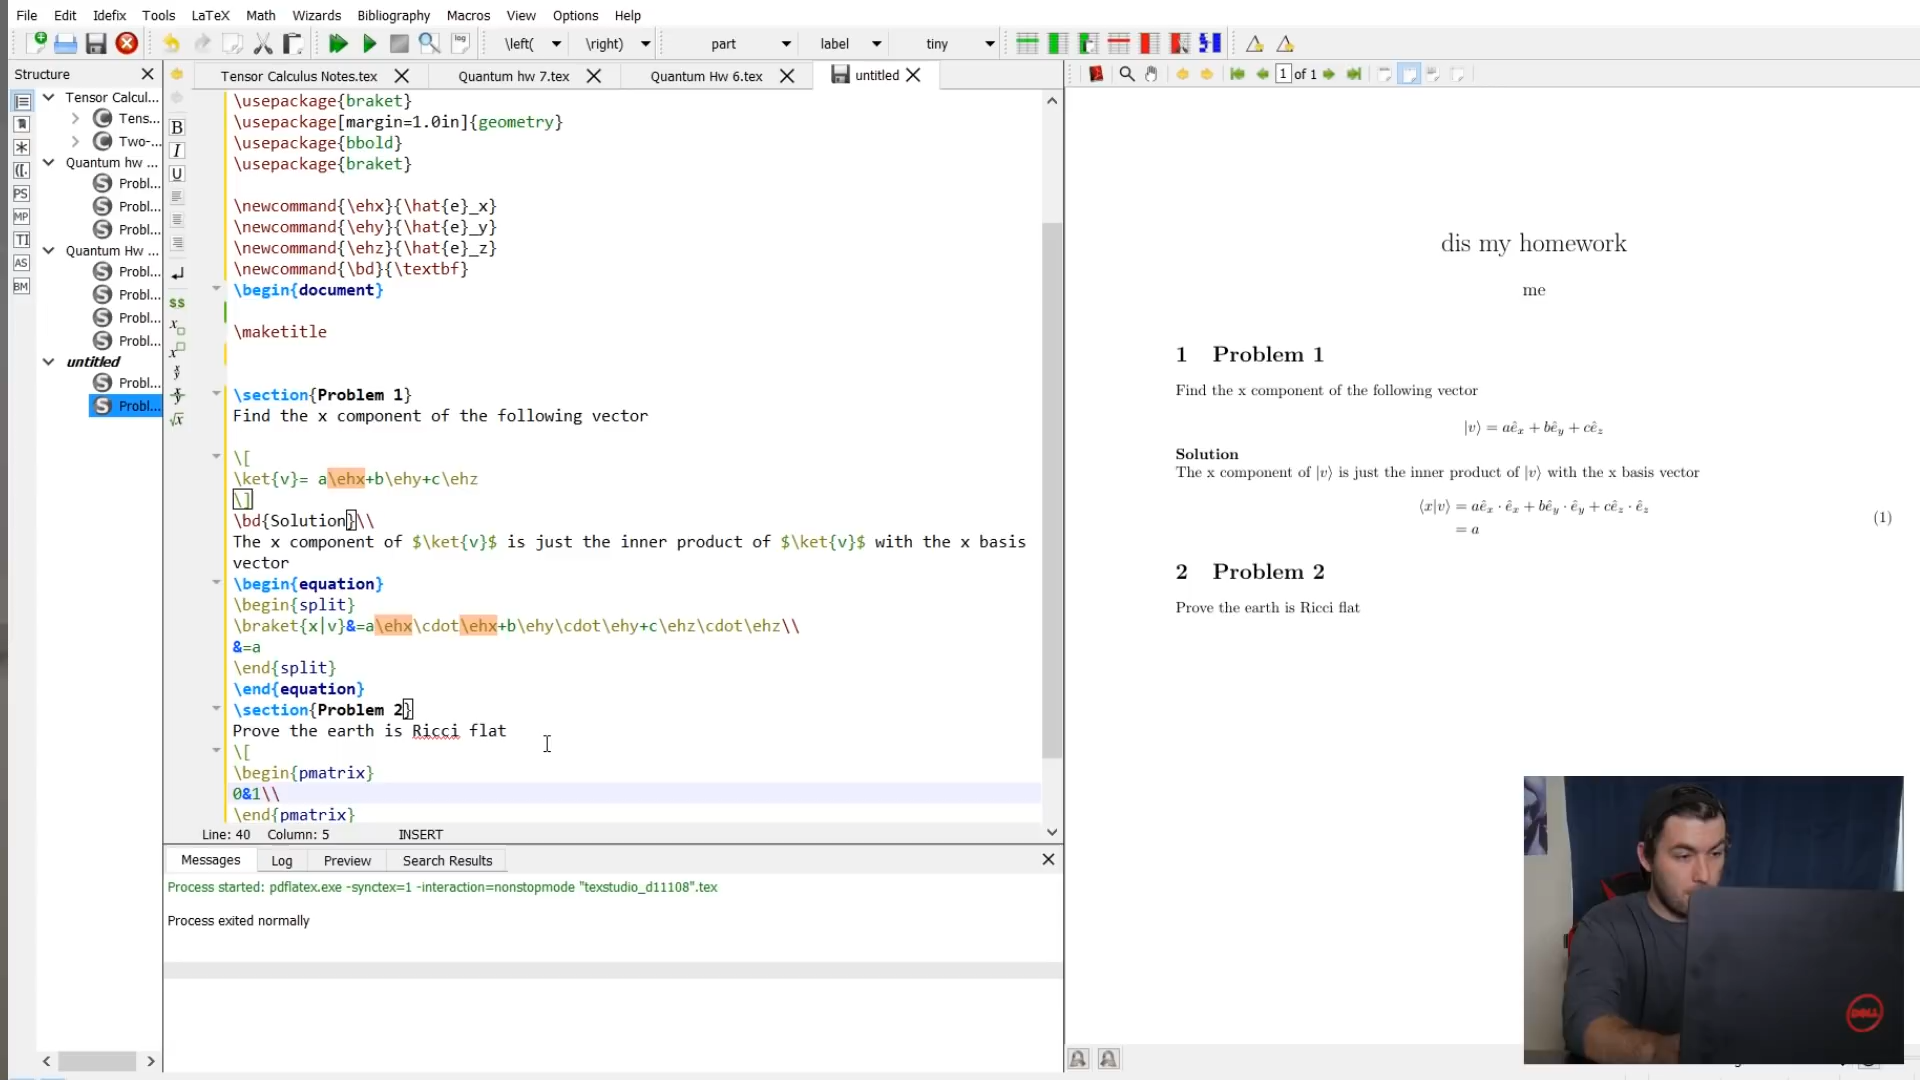 File Edit Idefix Tools LaTeX Math Wizards Bibliography Macros View Options Help
\left( \right) part label tiny
Structure
Tensor Calculus Notes.tex Quantum hw 7.tex Quantum Hw 6.tex untitled
1 of 1
Tensor Calcul...
Tens...
Two-...
Quantum hw ...
Probl...
Probl...
Probl...
Quantum Hw ...
Probl...
Probl...
Probl...
Probl...
untitled
Probl...
Probl...
PS
MP
TI
AS
BM
B
I
U
$$
\usepackage{braket}
\usepackage[margin=1.0in]{geometry}
\usepackage{bbold}
\usepackage{braket}
\newcommand{\ehx}{\hat{e}_x}
\newcommand{\ehy}{\hat{e}_y}
\newcommand{\ehz}{\hat{e}_z}
\newcommand{\bd}{\textbf}
\begin{document}
\maketitle
\section{Problem 1}
Find the x component of the following vector
\[
\ket{v}= a\ehx+b\ehy+c\ehz
\]
\bd{Solution}\\
The x component of $\ket{v}$ is just the inner product of $\ket{v}$ with the x basis
vector
\begin{equation}
\begin{split}
\braket{x|v}&=a\ehx\cdot\ehx+b\ehy\cdot\ehy+c\ehz\cdot\ehz\\
&=a
\end{split}
\end{equation}
\section{Problem 2}
Prove the earth is Ricci flat
\[
\begin{pmatrix}
0&1\\
\end{pmatrix}
Line: 40 Column: 5 INSERT
Messages Log Preview Search Results
Process started: pdflatex.exe -synctex=1 -interaction=nonstopmode "texstudio_d11108".tex
Process exited normally
dis my homework
me
1 Problem 1
Find the x component of the following vector
|v⟩ = aê_x + bê_y + cê_z
Solution
The x component of |v⟩ is just the inner product of |v⟩ with the x basis vector
⟨x|v⟩ = aê_x · ê_x + bê_y · ê_y + cê_z · ê_z
= a
(1)
2 Problem 2
Prove the earth is Ricci flat
DELL